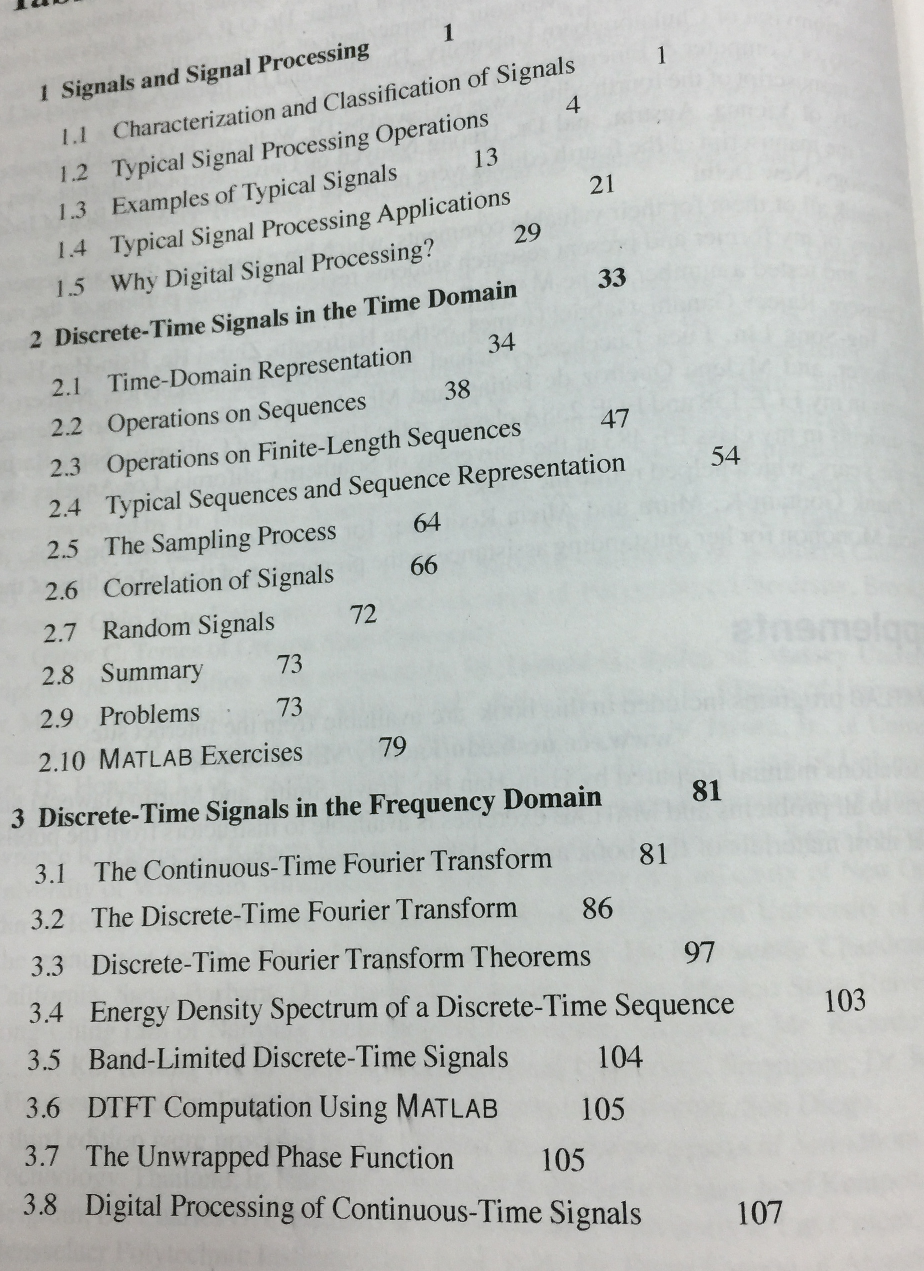 1 Signals and Signal Processing 1
1.1 Characterization and Classification of Signals 1
1.2 Typical Signal Processing Operations 4
1.3 Examples of Typical Signals 13
1.4 Typical Signal Processing Applications 21
1.5 Why Digital Signal Processing? 29
2 Discrete-Time Signals in the Time Domain 33
2.1 Time-Domain Representation 34
2.2 Operations on Sequences 38
2.3 Operations on Finite-Length Sequences 47
2.4 Typical Sequences and Sequence Representation 54
2.5 The Sampling Process 64
2.6 Correlation of Signals 66
2.7 Random Signals 72
2.8 Summary 73
2.9 Problems 73
2.10 MATLAB Exercises 79
3 Discrete-Time Signals in the Frequency Domain 81
3.1 The Continuous-Time Fourier Transform 81
3.2 The Discrete-Time Fourier Transform 86
3.3 Discrete-Time Fourier Transform Theorems 97
3.4 Energy Density Spectrum of a Discrete-Time Sequence 103
3.5 Band-Limited Discrete-Time Signals 104
3.6 DTFT Computation Using MATLAB 105
3.7 The Unwrapped Phase Function 105
3.8 Digital Processing of Continuous-Time Signals 107